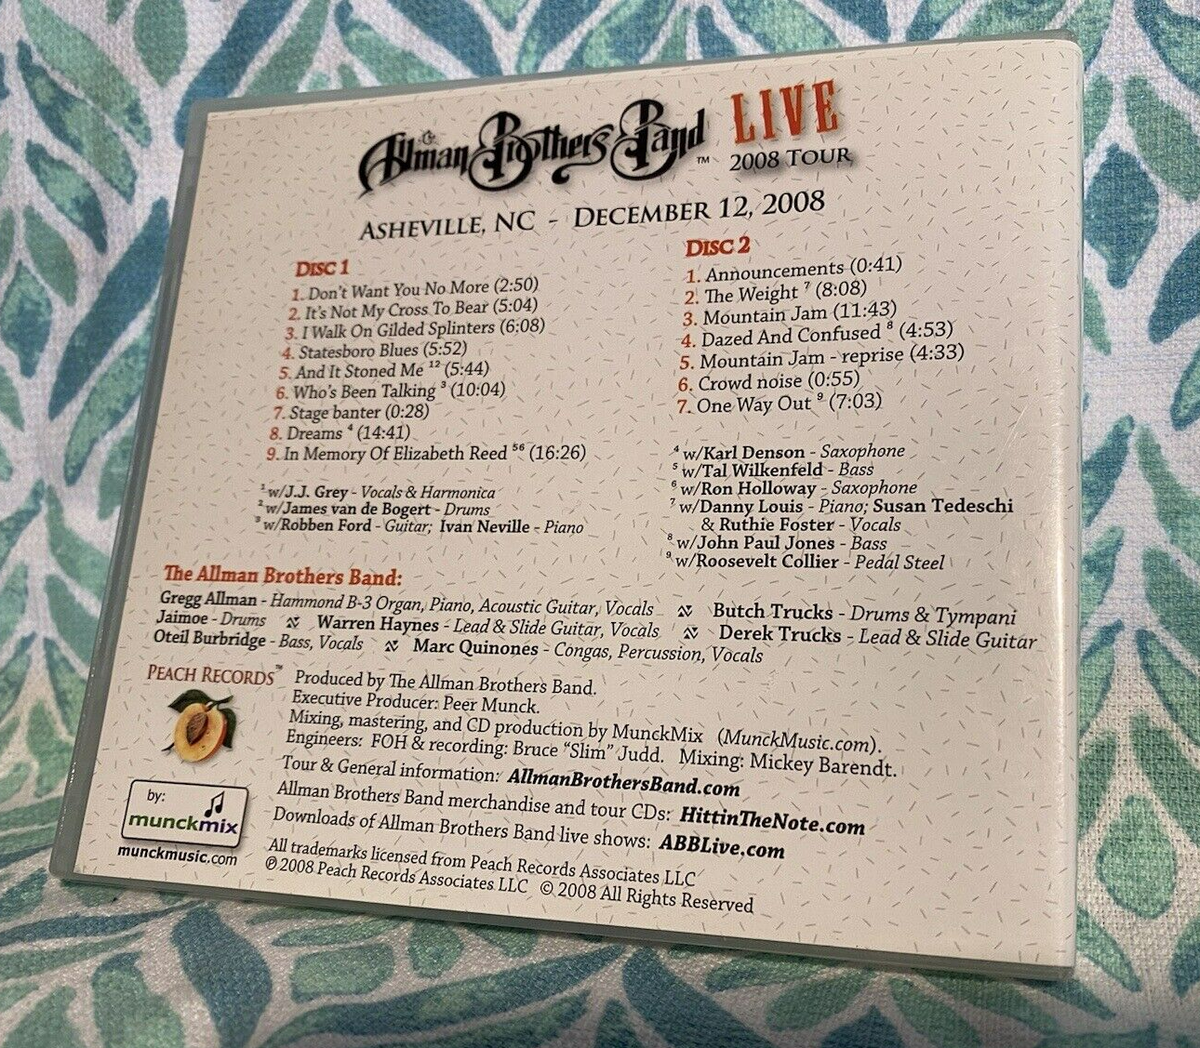 The Allman Brothers Band™ LIVE
2008 TOUR
ASHEVILLE, NC - DECEMBER 12, 2008
DISC 1
1. Don't Want You No More (2:50)
2. It's Not My Cross To Bear (5:04)
3. I Walk On Gilded Splinters (6:08)
4. Statesboro Blues (5:52)
5. And It Stoned Me ¹² (5:44)
6. Who's Been Talking ³ (10:04)
7. Stage banter (0:28)
8. Dreams ⁴ (14:41)
9. In Memory Of Elizabeth Reed ⁵⁶ (16:26)
¹ w/J.J. Grey - Vocals & Harmonica
² w/James van de Bogert - Drums
³ w/Robben Ford - Guitar; Ivan Neville - Piano
DISC 2
1. Announcements (0:41)
2. The Weight ⁷ (8:08)
3. Mountain Jam (11:43)
4. Dazed And Confused ⁸ (4:53)
5. Mountain Jam - reprise (4:33)
6. Crowd noise (0:55)
7. One Way Out ⁹ (7:03)
⁴ w/Karl Denson - Saxophone
⁵ w/Tal Wilkenfeld - Bass
⁶ w/Ron Holloway - Saxophone
⁷ w/Danny Louis - Piano; Susan Tedeschi
& Ruthie Foster - Vocals
⁸ w/John Paul Jones - Bass
⁹ w/Roosevelt Collier - Pedal Steel
The Allman Brothers Band:
Gregg Allman - Hammond B-3 Organ, Piano, Acoustic Guitar, Vocals Butch Trucks - Drums & Tympani
Jaimoe - Drums Warren Haynes - Lead & Slide Guitar, Vocals Derek Trucks - Lead & Slide Guitar
Oteil Burbridge - Bass, Vocals Marc Quinones - Congas, Percussion, Vocals
PEACH RECORDS™
Produced by The Allman Brothers Band.
Executive Producer: Peer Munck.
Mixing, mastering, and CD production by MunckMix (MunckMusic.com).
Engineers: FOH & recording: Bruce "Slim" Judd. Mixing: Mickey Barendt.
Tour & General information: AllmanBrothersBand.com
Allman Brothers Band merchandise and tour CDs: HittinTheNote.com
Downloads of Allman Brothers Band live shows: ABBLive.com
by:
munckmix
munckmusic.com
All trademarks licensed from Peach Records Associates LLC
℗ 2008 Peach Records Associates LLC © 2008 All Rights Reserved